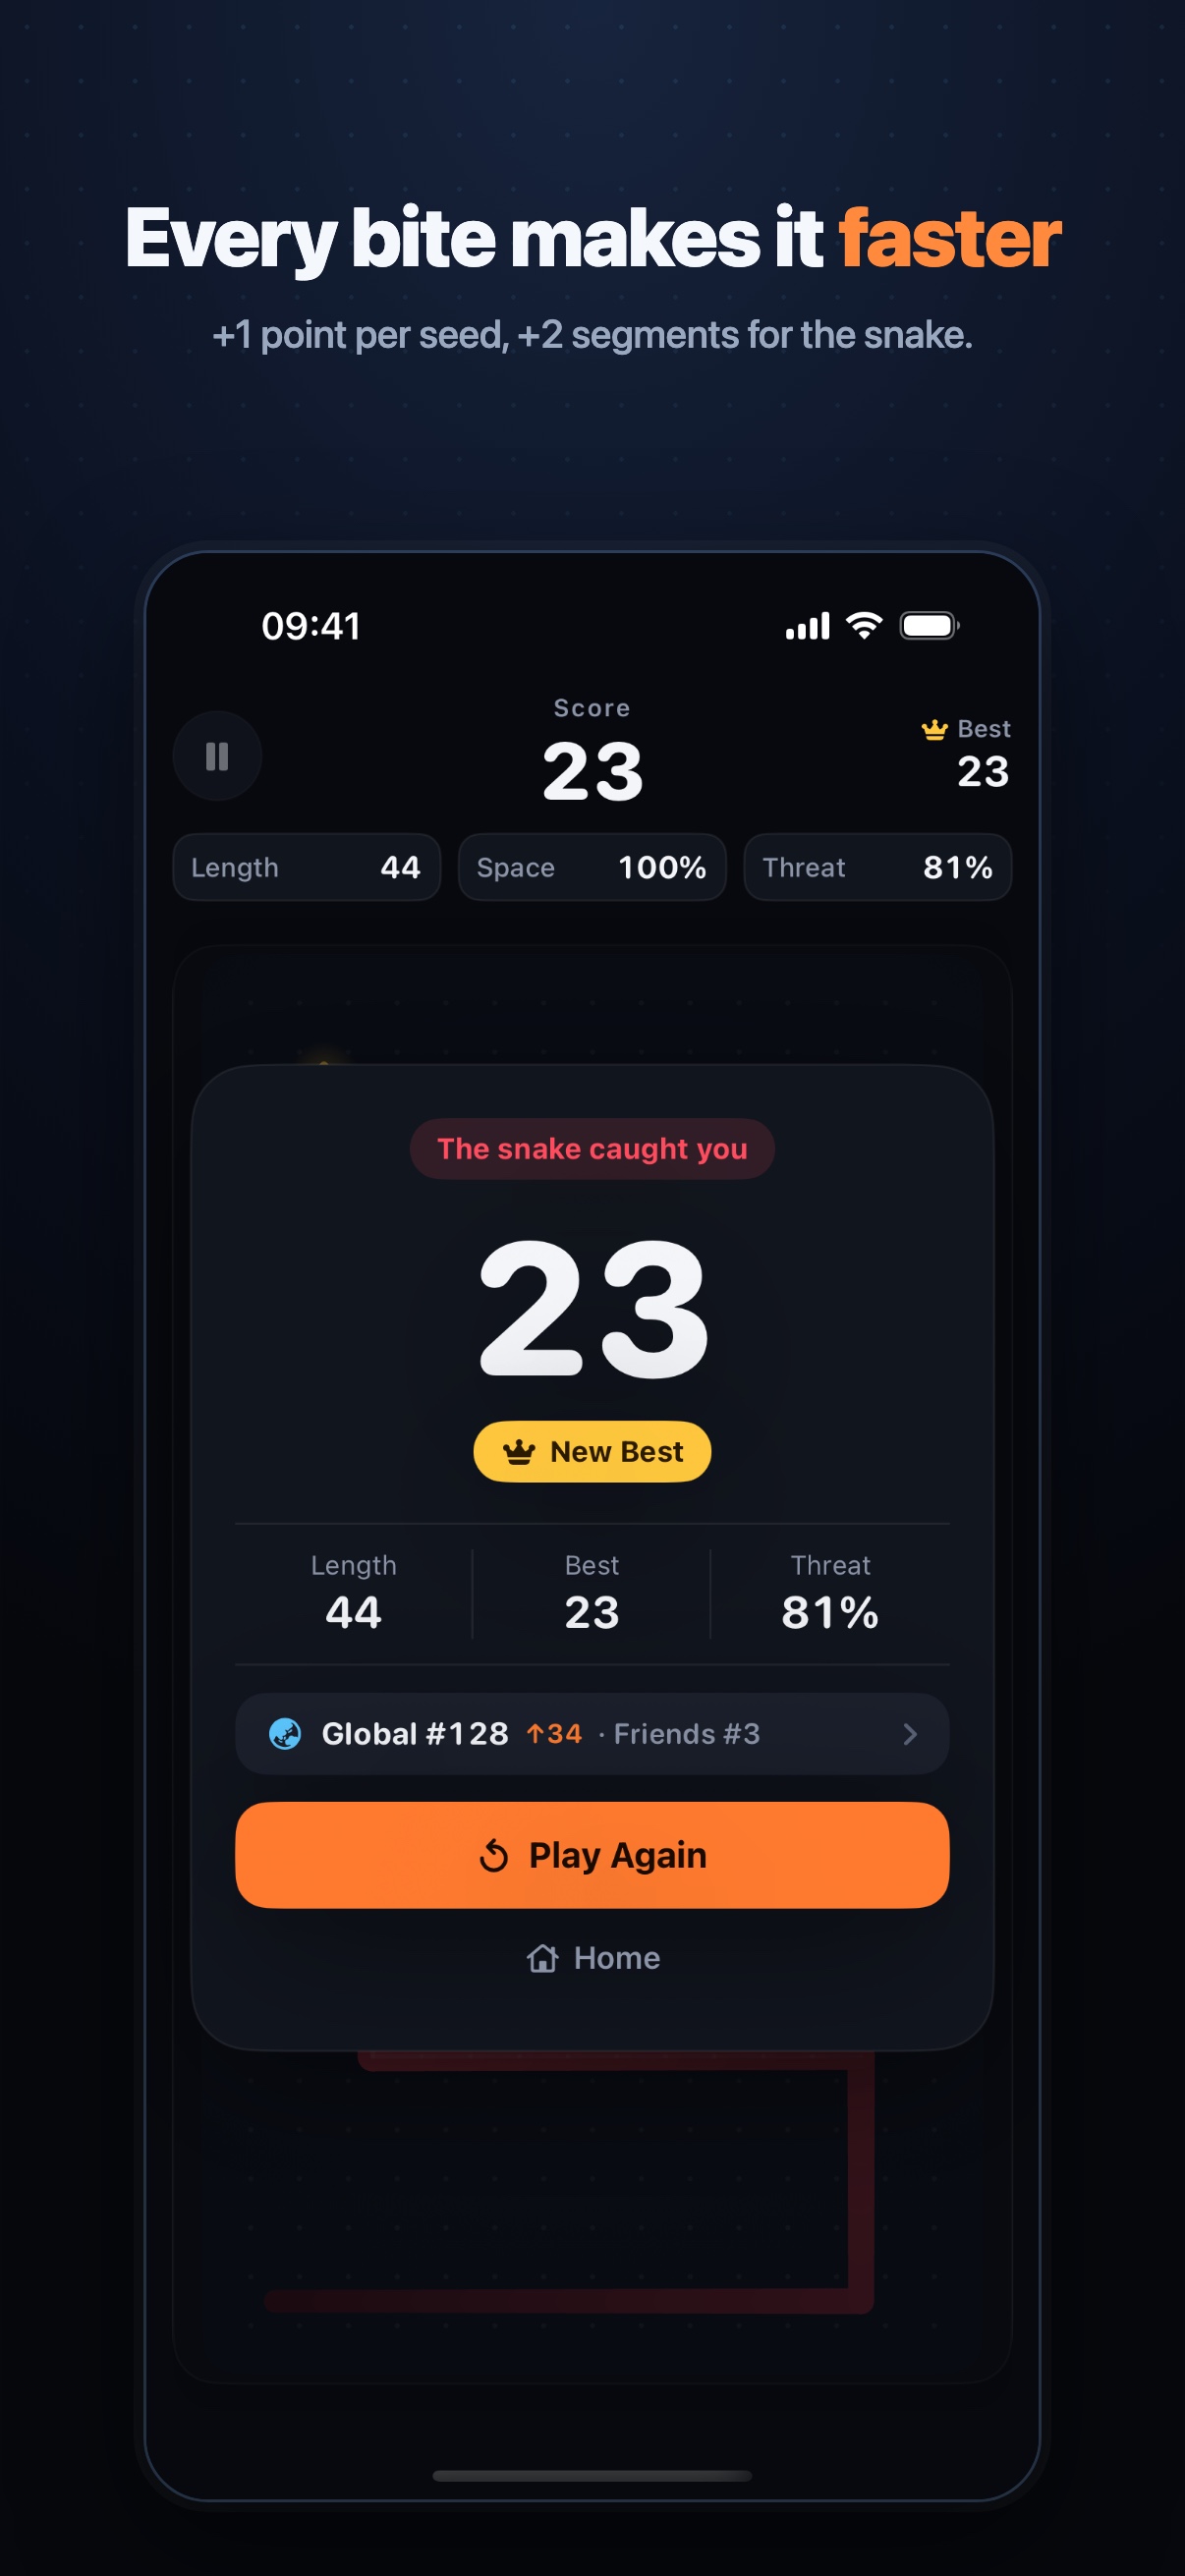 Every bite makes it faster
+1 point per seed, +2 segments for the snake.
09:41
Score
23
Best
23
Length 44
Space 100%
Threat 81%
The snake caught you
23
New Best
Length
44
Best
23
Threat
81%
Global #128 ↑34 · Friends #3
Play Again
Home